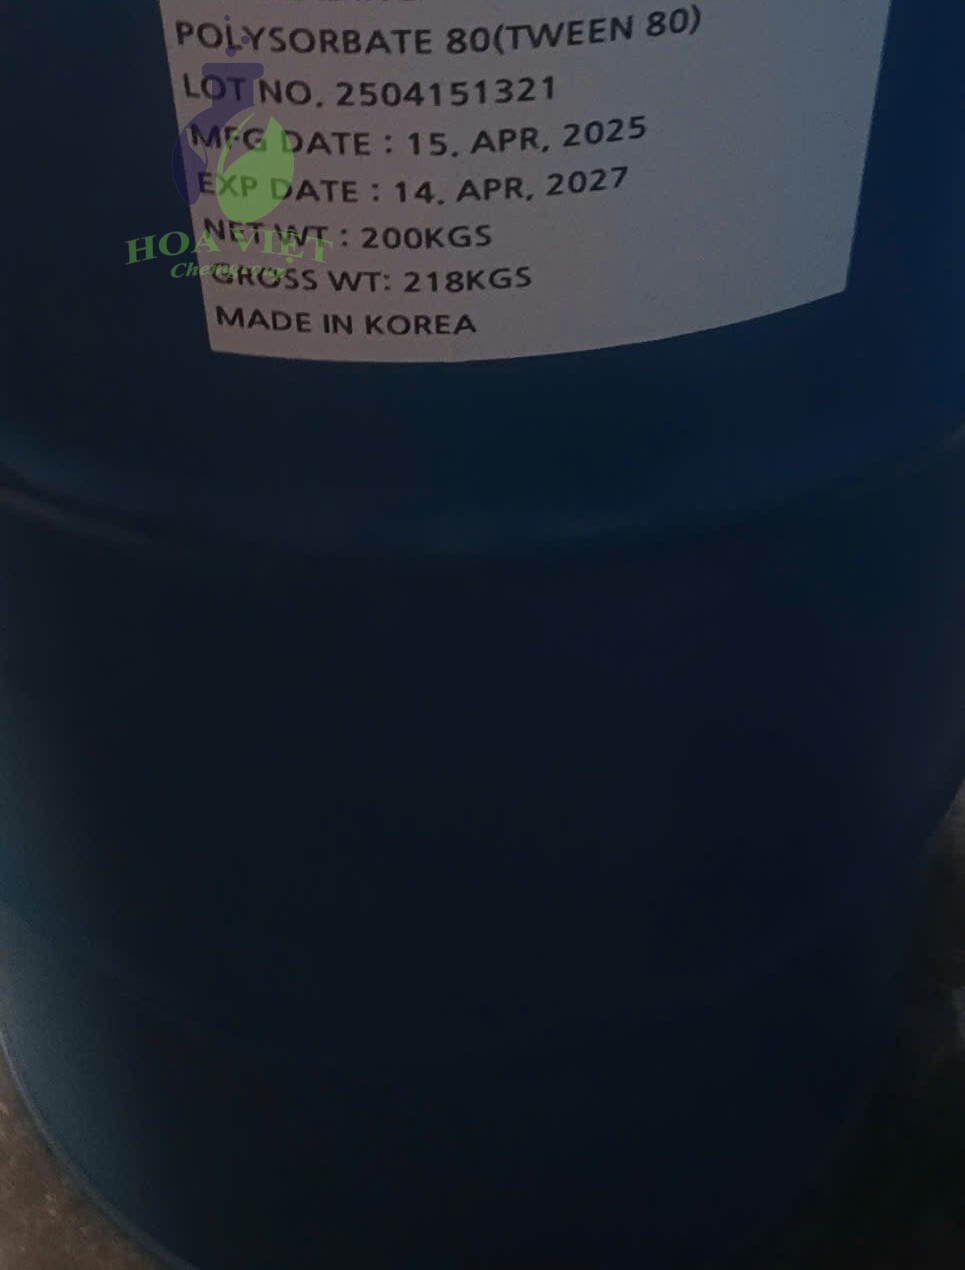 POLYSORBATE 80(TWEEN 80)
LOT NO. 2504151321
MFG DATE : 15. APR, 2025
EXP DATE : 14. APR, 2027
NET WT : 200KGS
GROSS WT: 218KGS
MADE IN KOREA
HOA VIỆT